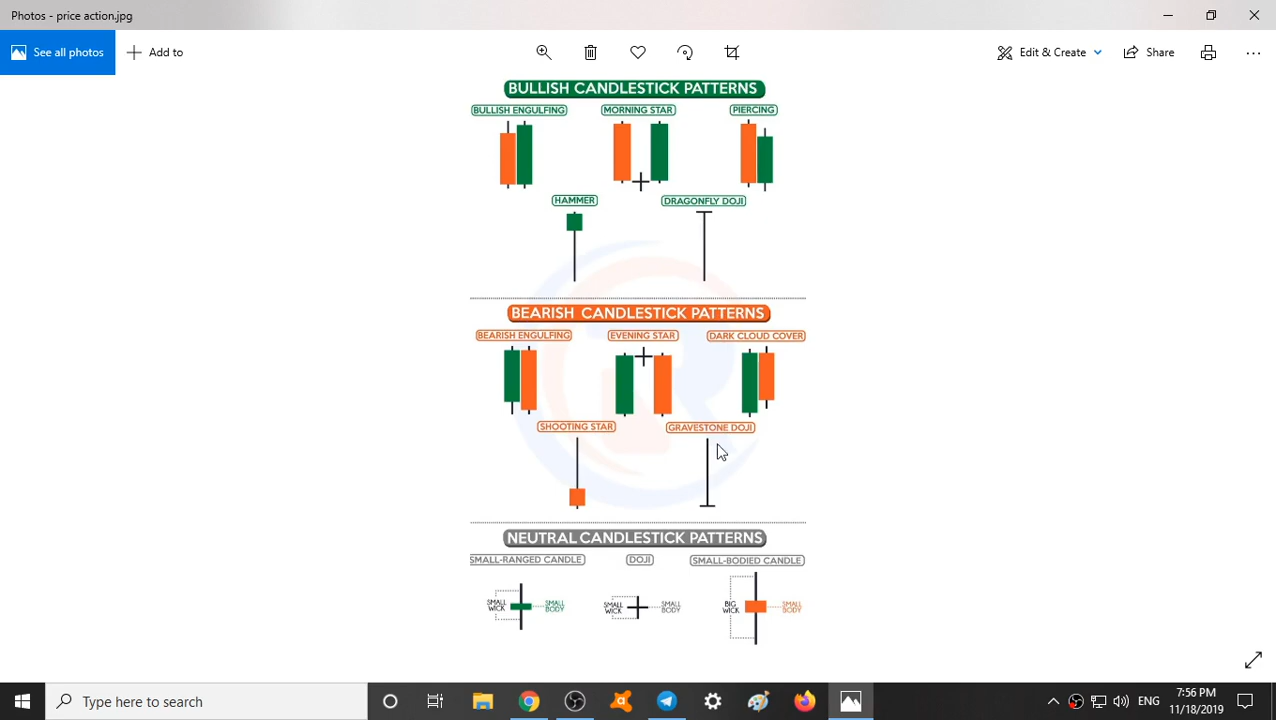 Photos - price action.jpg
See all photos
Add to
Edit & Create
Share
BULLISH CANDLESTICK PATTERNS
BULLISH ENGULFING
MORNING STAR
PIERCING
HAMMER
DRAGONFLY DOJI
BEARISH CANDLESTICK PATTERNS
BEARISH ENGULFING
EVENING STAR
DARK CLOUD COVER
SHOOTING STAR
GRAVESTONE DOJI
NEUTRAL CANDLESTICK PATTERNS
SMALL-RANGED CANDLE
DOJI
SMALL-BODIED CANDLE
SMALL
WICK
SMALL
BODY
SMALL
WICK
SMALL
BODY
BIG
WICK
SMALL
BODY
Type here to search
ENG
7:56 PM
11/18/2019